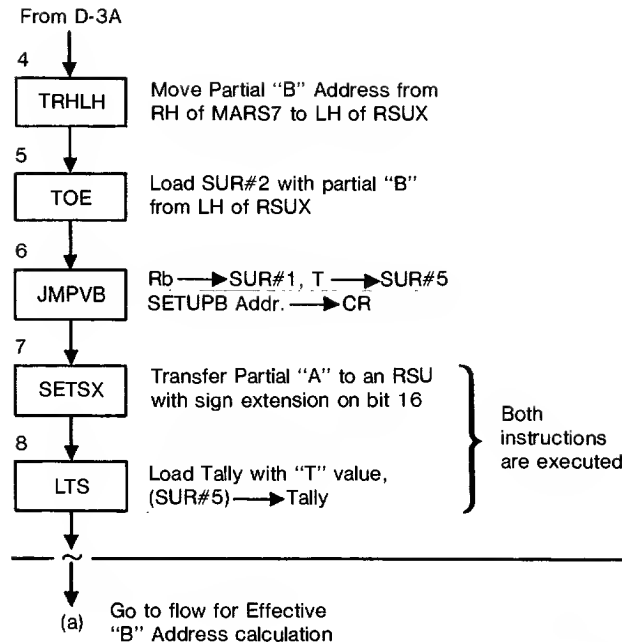 From D-3A
4
TRHLH
Move Partial "B" Address from
RH of MARS7 to LH of RSUX
5
TOE
Load SUR#2 with partial "B"
from LH of RSUX
6
JMPVB
Rb → SUR#1, T → SUR#5
SETUPB Addr. → CR
7
SETSX
Transfer Partial "A" to an RSU
with sign extension on bit 16
8
LTS
Load Tally with "T" value,
(SUR#5) → Tally
Both
instructions
are executed
~
(a)
Go to flow for Effective
"B" Address calculation